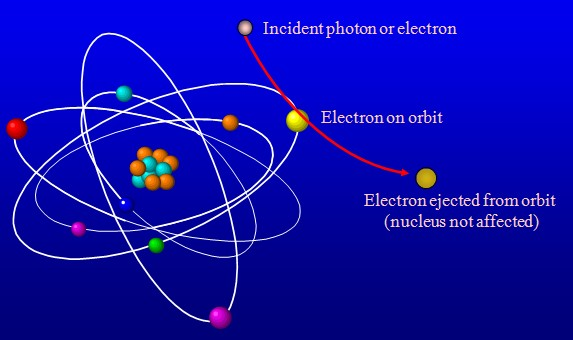 Incident photon or electron
Electron on orbit
Electron ejected from orbit
(nucleus not affected)